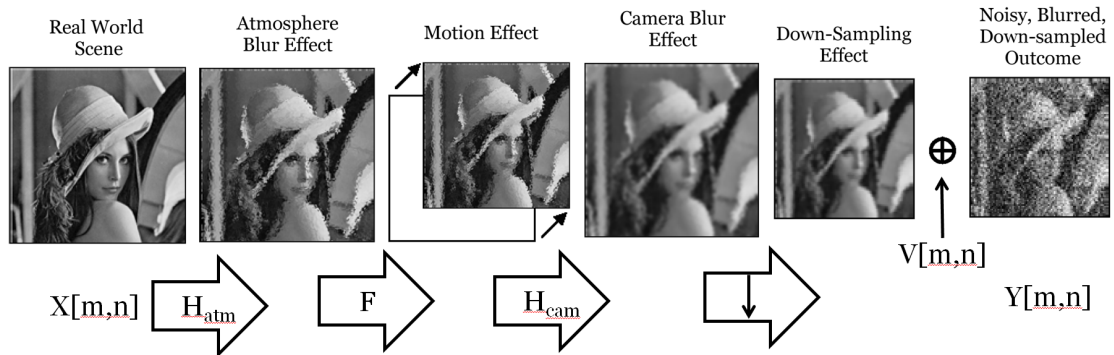 Real World
Scene
Atmosphere
Blur Effect
Motion Effect
Camera Blur
Effect
Down-Sampling
Effect
Noisy, Blurred,
Down-sampled
Outcome
V[m,n]
X[m,n]
Hatm
F
Hcam
Y[m,n]